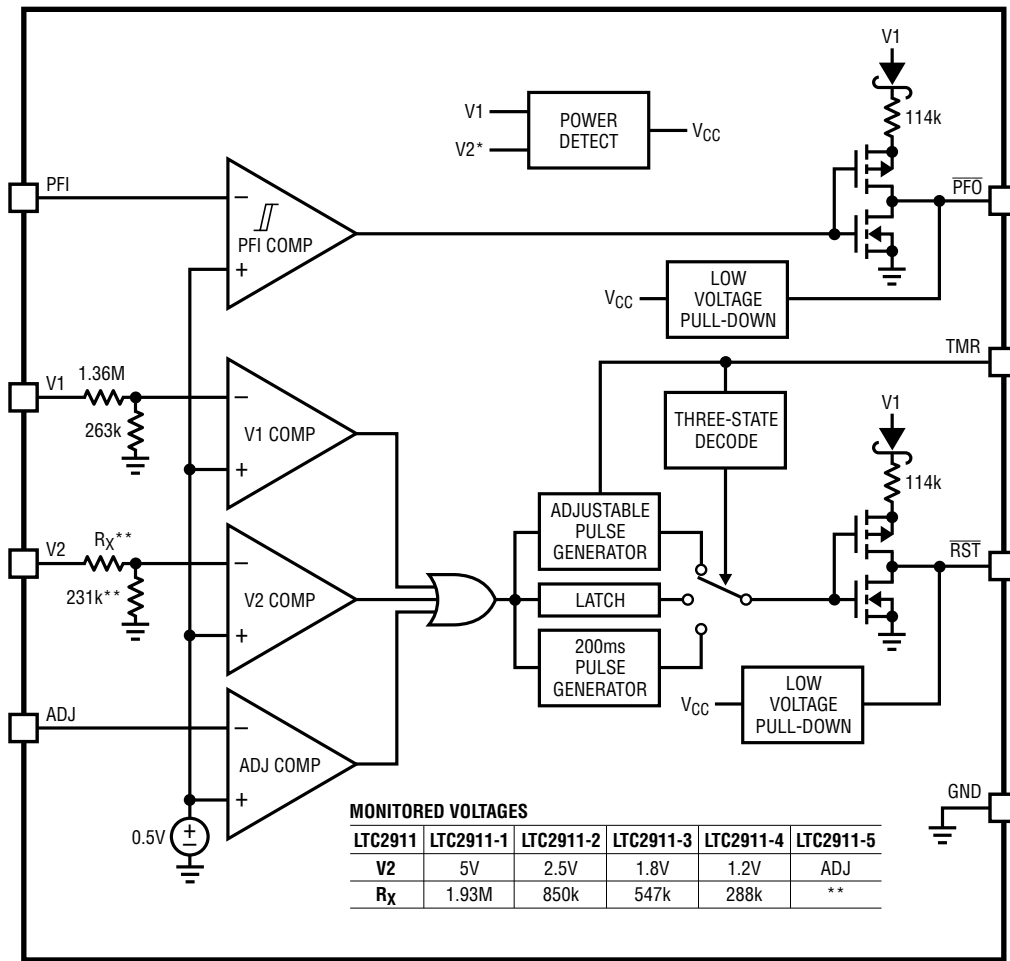 V1
114k
V1
V2*
POWER
DETECT
VCC
PFI
−
PFI COMP
+
PFO
VCC
LOW
VOLTAGE
PULL-DOWN
TMR
V1
1.36M
263k
−
V1 COMP
+
THREE-STATE
DECODE
V1
114k
V2
RX**
231k**
−
V2 COMP
+
ADJUSTABLE
PULSE
GENERATOR
LATCH
200ms
PULSE
GENERATOR
RST
VCC
LOW
VOLTAGE
PULL-DOWN
ADJ
−
ADJ COMP
+
0.5V
+
−
GND
MONITORED VOLTAGES
LTC2911 LTC2911-1 LTC2911-2 LTC2911-3 LTC2911-4 LTC2911-5
V2 5V 2.5V 1.8V 1.2V ADJ
RX 1.93M 850k 547k 288k **